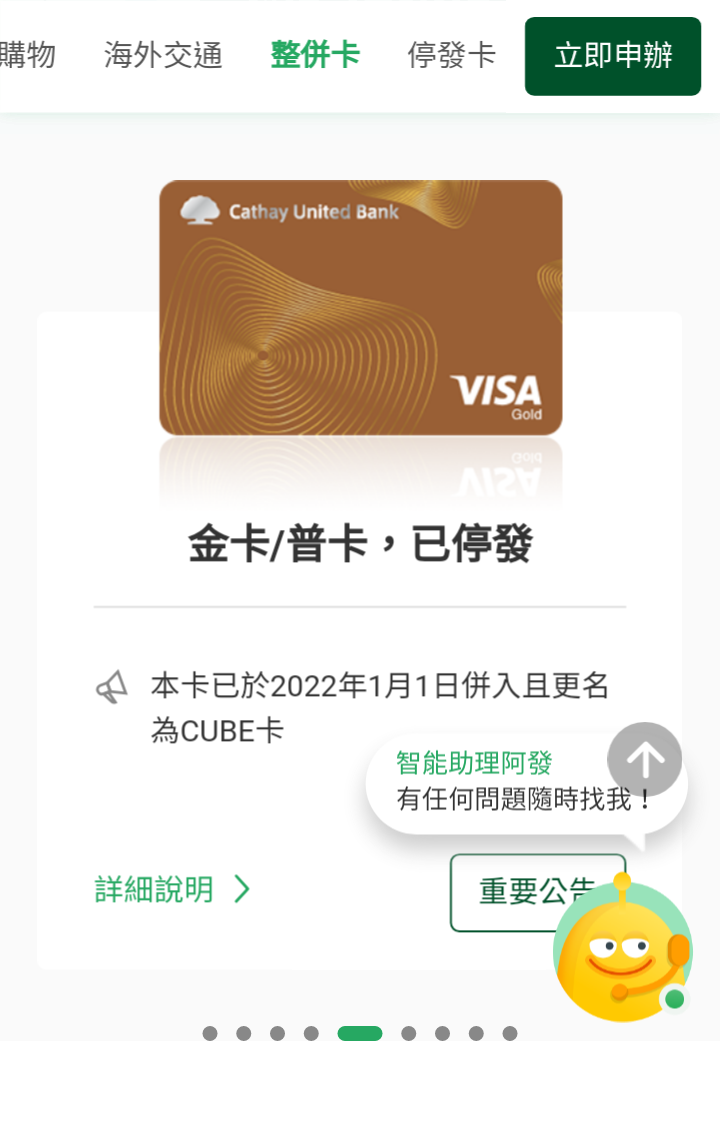 購物 海外交通 整併卡 停發卡 立即申辦
Cathay United Bank
VISA
Gold
金卡/普卡，已停發
本卡已於2022年1月1日併入且更名
為CUBE卡
智能助理阿發
有任何問題隨時找我！
詳細說明
重要公告